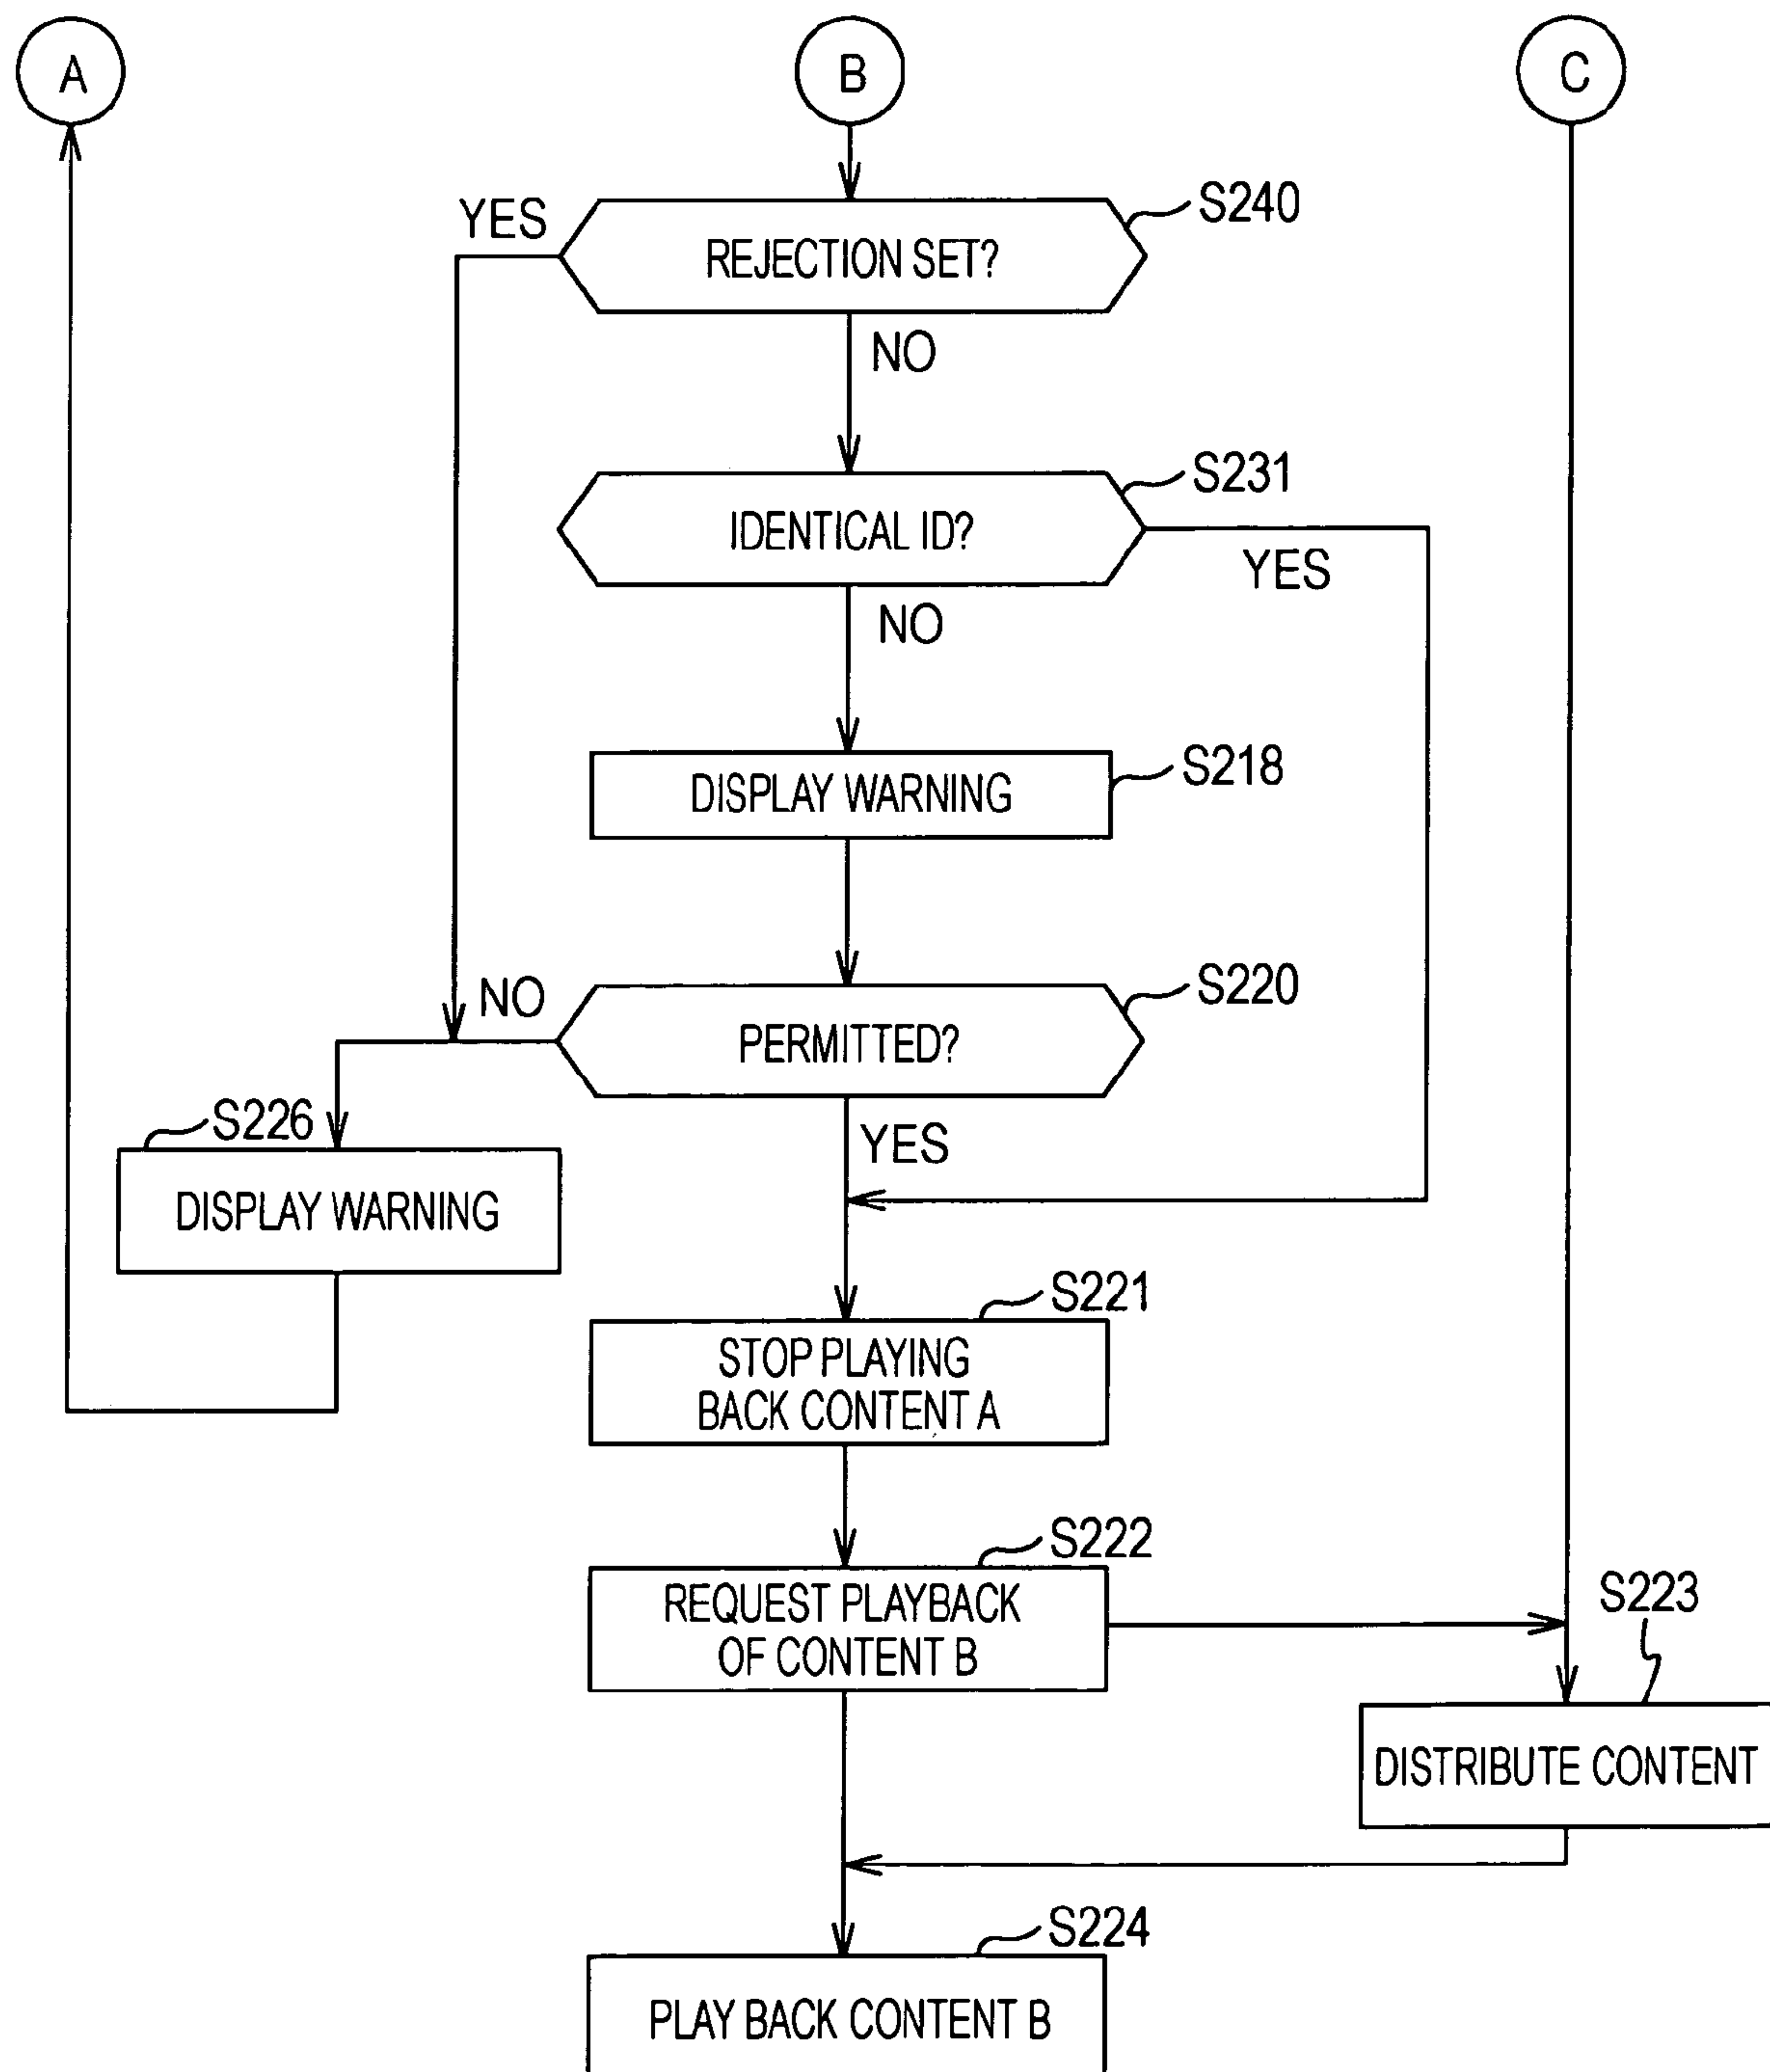 A
B
C
S240
YES
REJECTION SET?
NO
S231
IDENTICAL ID?
YES
NO
S218
DISPLAY WARNING
S220
NO
PERMITTED?
S226
YES
DISPLAY WARNING
S221
STOP PLAYING
BACK CONTENT A
S222
REQUEST PLAYBACK
OF CONTENT B
S223
DISTRIBUTE CONTENT
S224
PLAY BACK CONTENT B